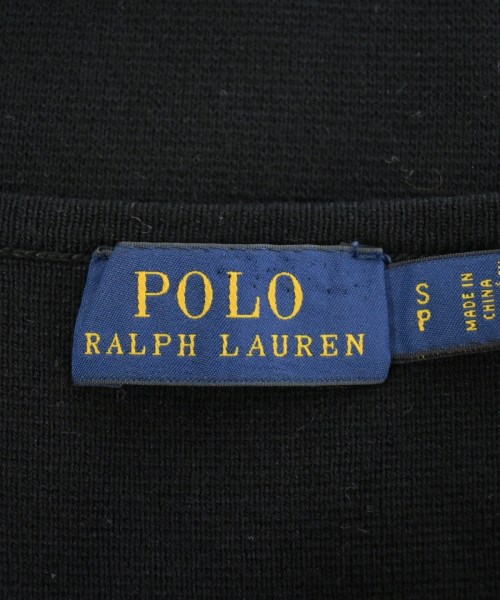 POLO
RALPH LAUREN
S
P
MADE IN
CHINA